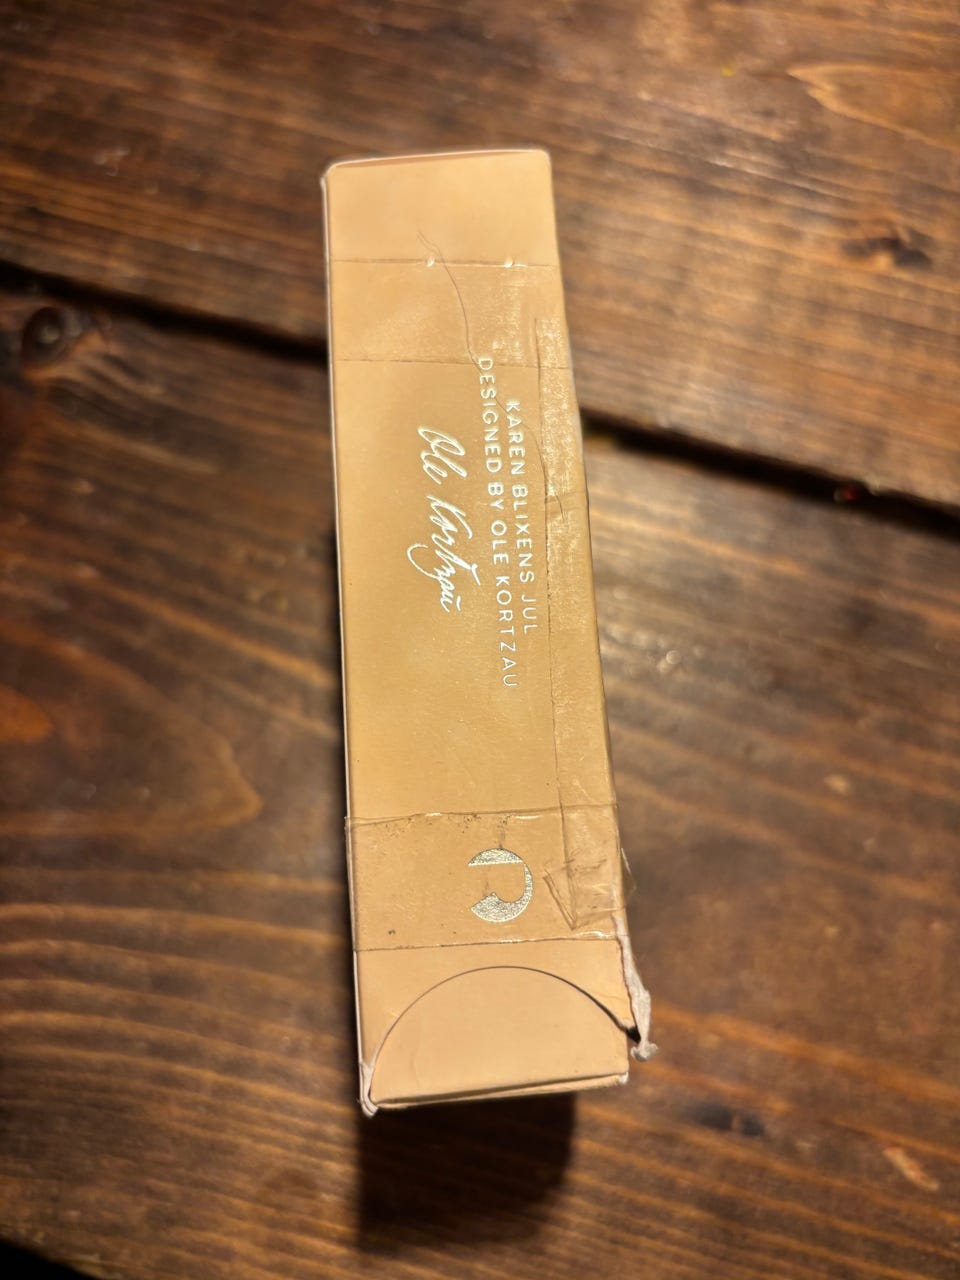 KAREN BLIXENS JUL
DESIGNED BY OLE KORTZAU
Ole Kortzau